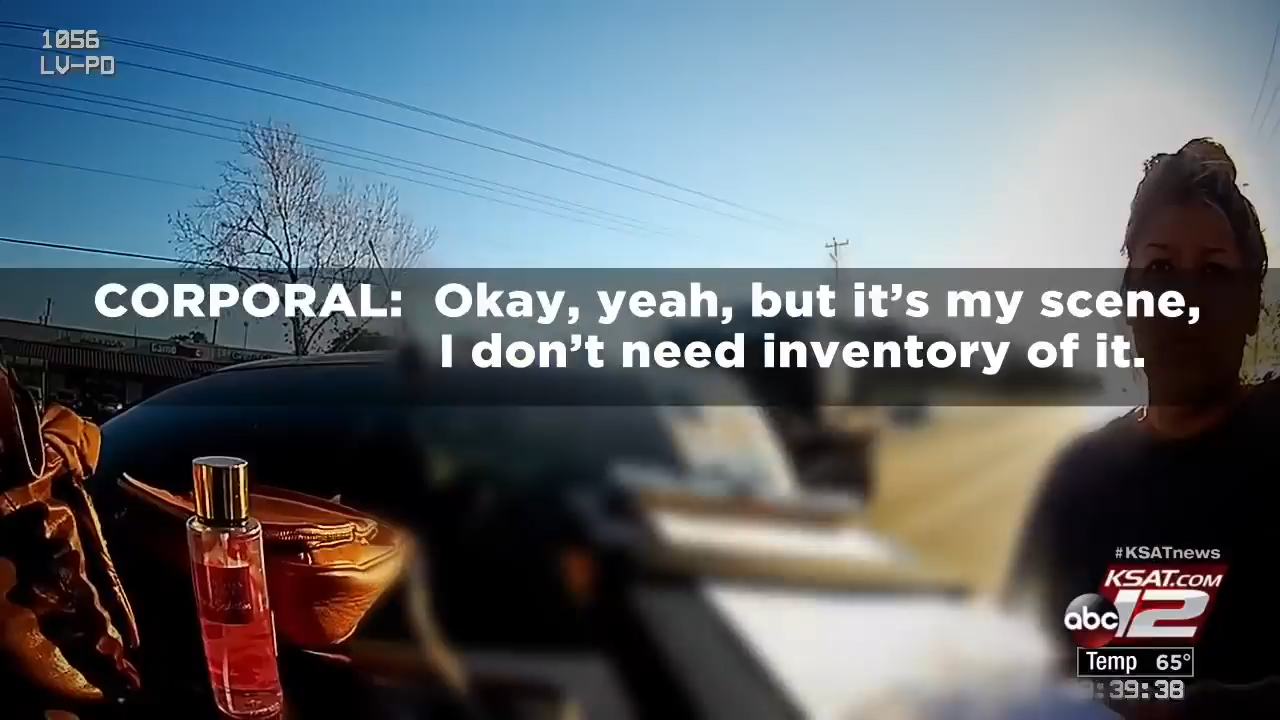 1056
LV-PD
CORPORAL: Okay, yeah, but it's my scene,
I don't need inventory of it.
#KSATnews
KSAT.COM
abc 12
Temp 65°
:39:38